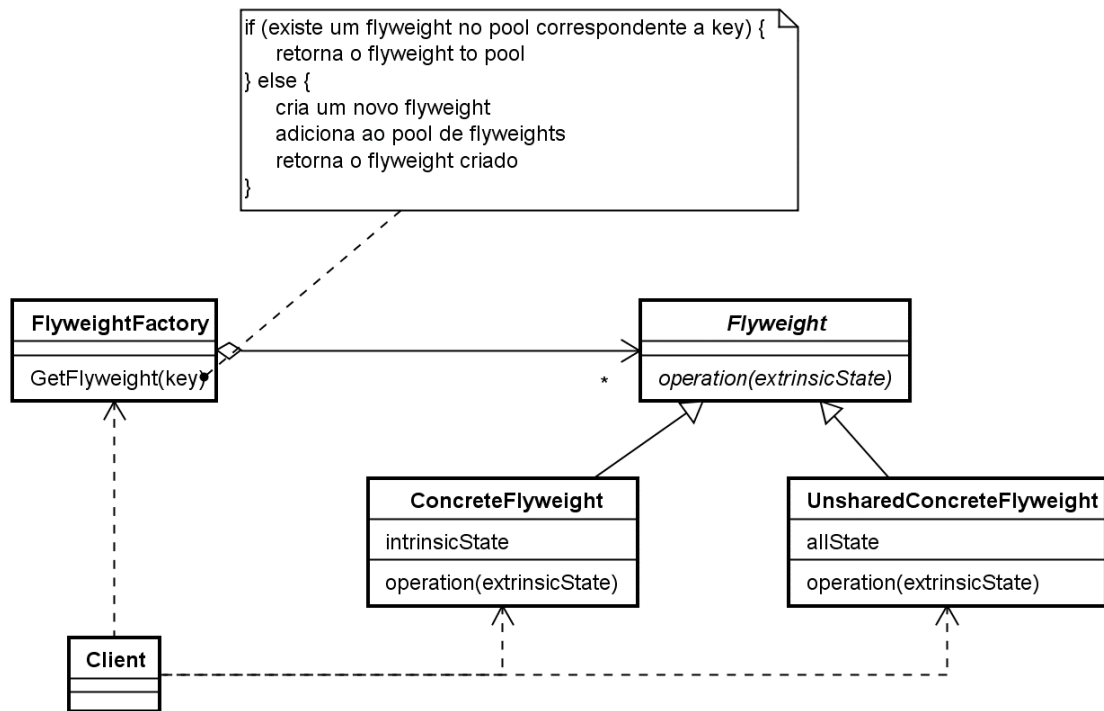 if (existe um flyweight no pool correspondente a key) {
retorna o flyweight to pool
} else {
cria um novo flyweight
adiciona ao pool de flyweights
retorna o flyweight criado
}
FlyweightFactory
GetFlyweight(key)
Flyweight
operation(extrinsicState)
*
ConcreteFlyweight
intrinsicState
operation(extrinsicState)
UnsharedConcreteFlyweight
allState
operation(extrinsicState)
Client